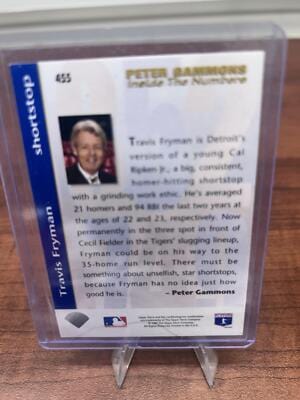 455
PETER GAMMONS
Inside The Numbers
shortstop
Travis Fryman
Travis Fryman is Detroit's
version of a young Cal
Ripken Jr., a big, consistent,
homer-hitting shortstop
with a grinding work ethic. He's averaged
21 homers and 94 RBI the last two years
at the ages of 22 and 23, respectively. Now
permanently in the three spot in front of
Cecil Fielder in the Tigers' slugging lineup,
Fryman could be on his way to the
35-home run level. There must be
something about unselfish, star shortstops,
because Fryman has no idea just how
good he is.
– Peter Gammons